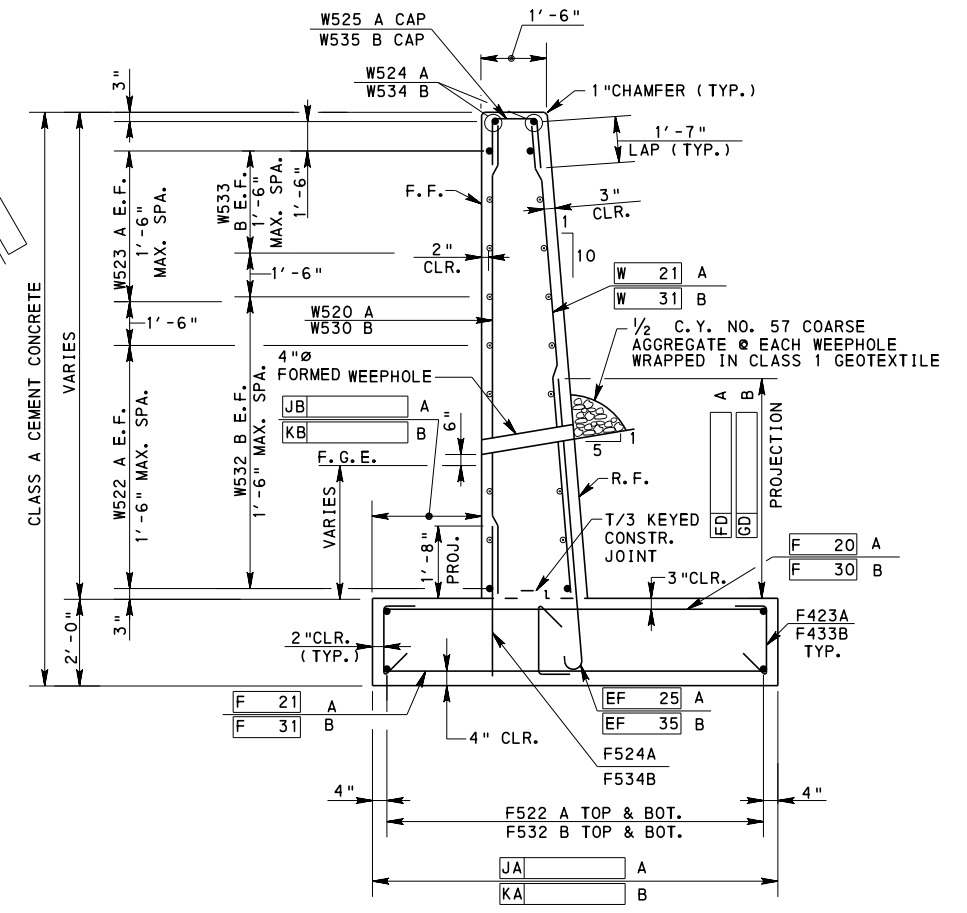 W525 A CAP
W535 B CAP
1'-6"
W524 A
W534 B
1"CHAMFER (TYP.)
3"
1'-7"
LAP (TYP.)
F.F.
3"
CLR.
W523 A E.F.
1'-6"
MAX. SPA.
W533
B E.F.
1'-6"
MAX. SPA.
1'-6"
1
10
2"
CLR.
1'-6"
W 21 A
W 31 B
1'-6"
W520 A
W530 B
½ C.Y. NO. 57 COARSE
AGGREGATE @ EACH WEEPHOLE
WRAPPED IN CLASS 1 GEOTEXTILE
CLASS A CEMENT CONCRETE
VARIES
4"Ø
FORMED WEEPHOLE
JB A
KB B
6"
5
1
F.G.E.
W522 A E.F.
1'-6" MAX. SPA.
W532 B E.F.
1'-6" MAX. SPA.
VARIES
R.F.
FD A
GD B
PROJECTION
1'-8"
PROJ.
T/3 KEYED
CONSTR.
JOINT
F 20 A
F 30 B
3"CLR.
2'-0"
3"
2"CLR.
(TYP.)
F423A
F433B
TYP.
F 21 A
F 31 B
4" CLR.
EF 25 A
EF 35 B
F524A
F534B
4"
4"
F522 A TOP & BOT.
F532 B TOP & BOT.
JA A
KA B